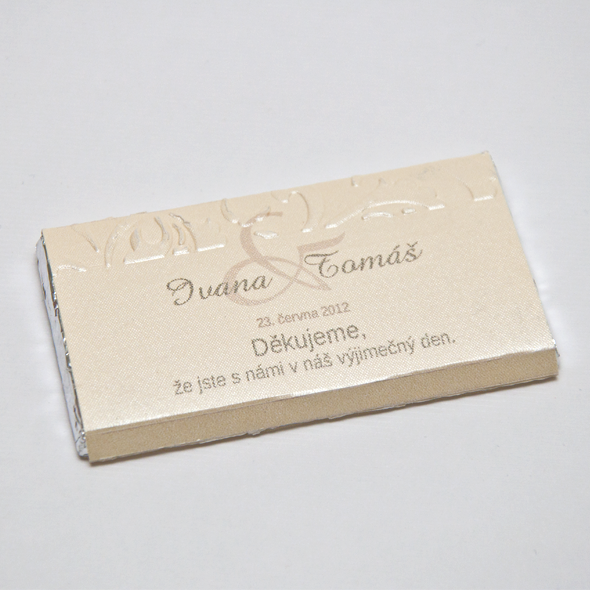 Ivana & Tomáš
23. června 2012
Děkujeme,
že jste s námi v náš výjimečný den.